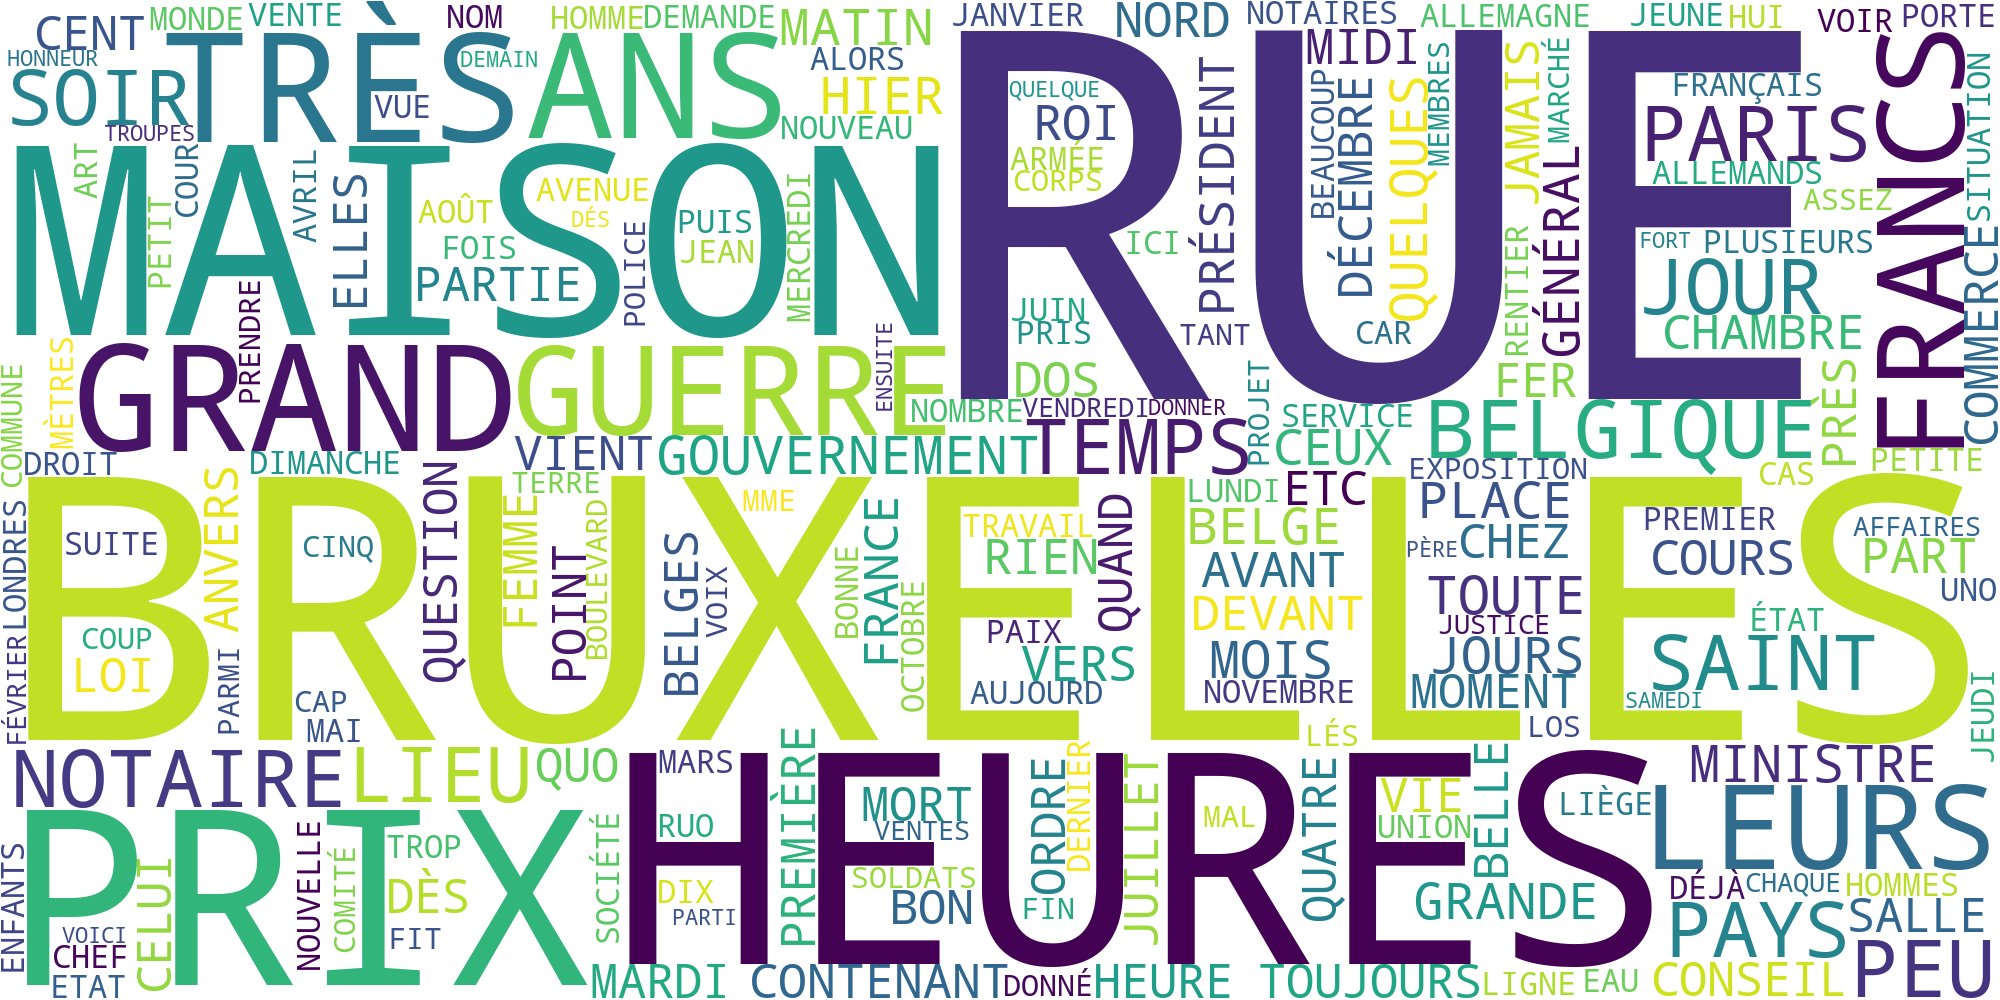 CENT
MONDE
VENTE
NOM
HOMME
DEMANDE
MATIN
JANVIER
NORD
NOTAIRES
ALLEMAGNE
JEUNE
HUI
VOIR
PORTE
HONNEUR
SOIR
TRÈS
DEMAIN
ANS
ALORS
HIER
RUE
MIDI
FRANÇAIS
FRANCS
TROUPES
VUE
NOUVEAU
QUELQUE
ROI
PRÉSIDENT
BEAUCOUP
DÉCEMBRE
QUELQUES
MEMBRES
JAMAIS
MARCHÉ
PARIS
SITUATION
MAISON
ART
COUR
PETIT
AVRIL
ELLES
AOÛT
AVENUE
DÉS
FOIS
PARTIE
POLICE
PUIS
JEAN
MERCREDI
ARMÉE
CORPS
ICI
ALLEMANDS
ASSEZ
FORT
PLUSIEURS
JOUR
GÉNÉRAL
RENTIER
COMMERCE
JUIN
PRIS
TANT
CAR
CHAMBRE
GRAND
PRENDRE
GUERRE
ENSUITE
MÈTRES
COMMUNE
DOS
PROJET
FER
PRÈS
NOMBRE
VENDREDI
DONNER
SERVICE
BELGIQUE
DROIT
DIMANCHE
VIENT
GOUVERNEMENT
TEMPS
CEUX
EXPOSITION
CAS
PETITE
BRUXELLES
LONDRES
ANVERS
QUESTION
TERRE
FEMME
BOULEVARD
MME
FRANCE
LUNDI
ETC
PLACE
PREMIER
AFFAIRES
SUITE
CINQ
POINT
BELGES
VOIX
BONNE
TRAVAIL
RIEN
QUAND
BELGE
AVANT
PÈRE
CHEZ
COURS
PART
UNO
COUP
LOI
OCTOBRE
PAIX
DEVANT
TOUTE
JUSTICE
ÉTAT
VERS
MOIS
JOURS
SAINT
FÉVRIER
PARMI
CAP
MAI
AUJOURD
NOVEMBRE
MOMENT
SAMEDI
JEUDI
LÉS
LOS
NOTAIRE
LIEU
QUO
MARS
PREMIÈRE
MORT
VENTES
ORDRE
DERNIER
JUILLET
MAL
QUATRE
VIE
UNION
BELLE
LIÈGE
MINISTRE
LEURS
PRIX
HEURES
ENFANTS
CELUI
NOUVELLE
COMITÉ
TROP
DÈS
FIT
SOCIÉTÉ
RUO
DIX
PARTI
SOLDATS
BON
FIN
GRANDE
DÉJÀ
CHAQUE
HOMMES
PAYS
SALLE
VOICI
CHEF
ETAT
MARDI
CONTENANT
DONNÉ
HEURE
TOUJOURS
LIGNE
EAU
CONSEIL
PEU